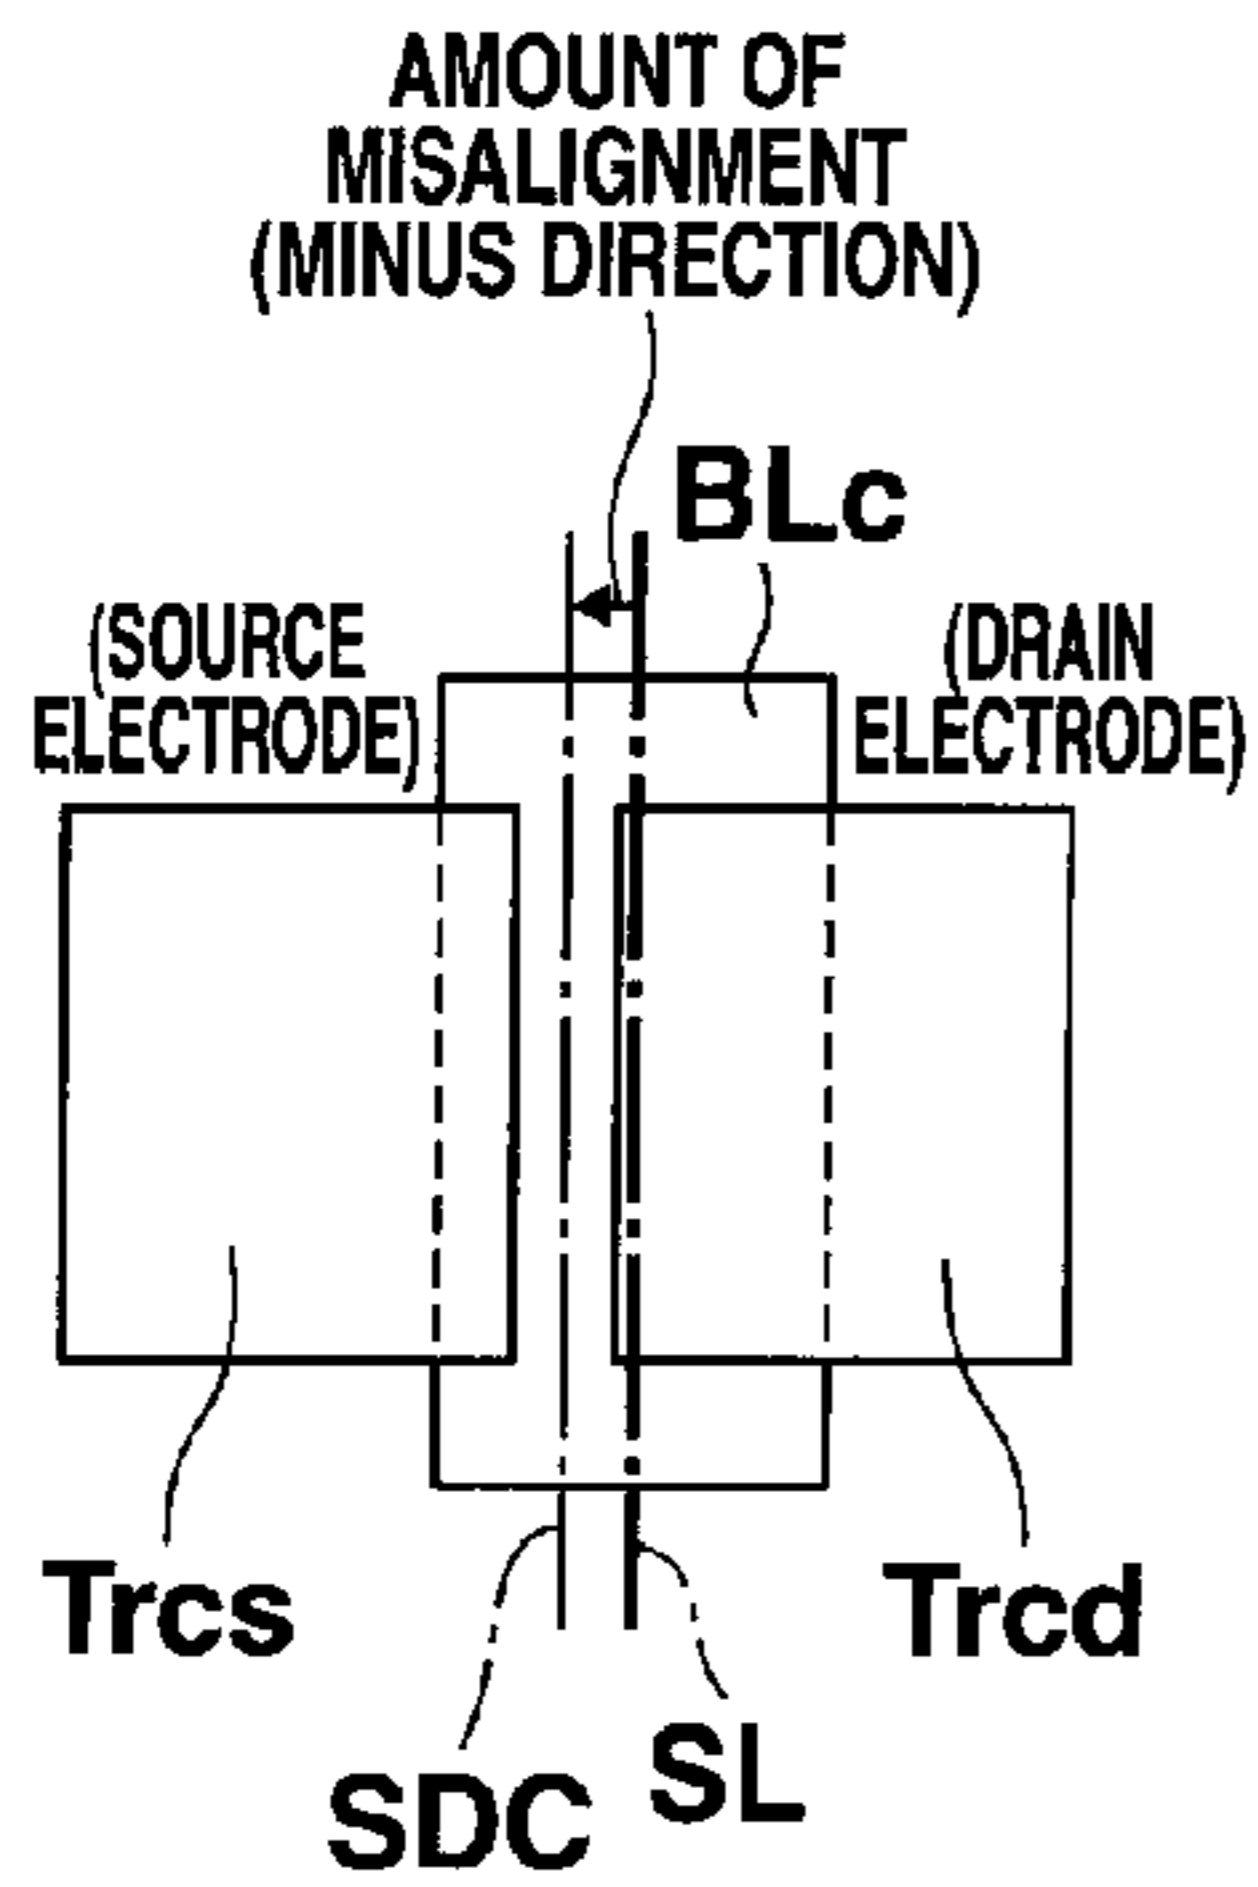 AMOUNT OF
MISALIGNMENT
(MINUS DIRECTION)
BLc
(SOURCE
ELECTRODE)
(DRAIN
ELECTRODE)
Trcs
Trcd
SDC
SL